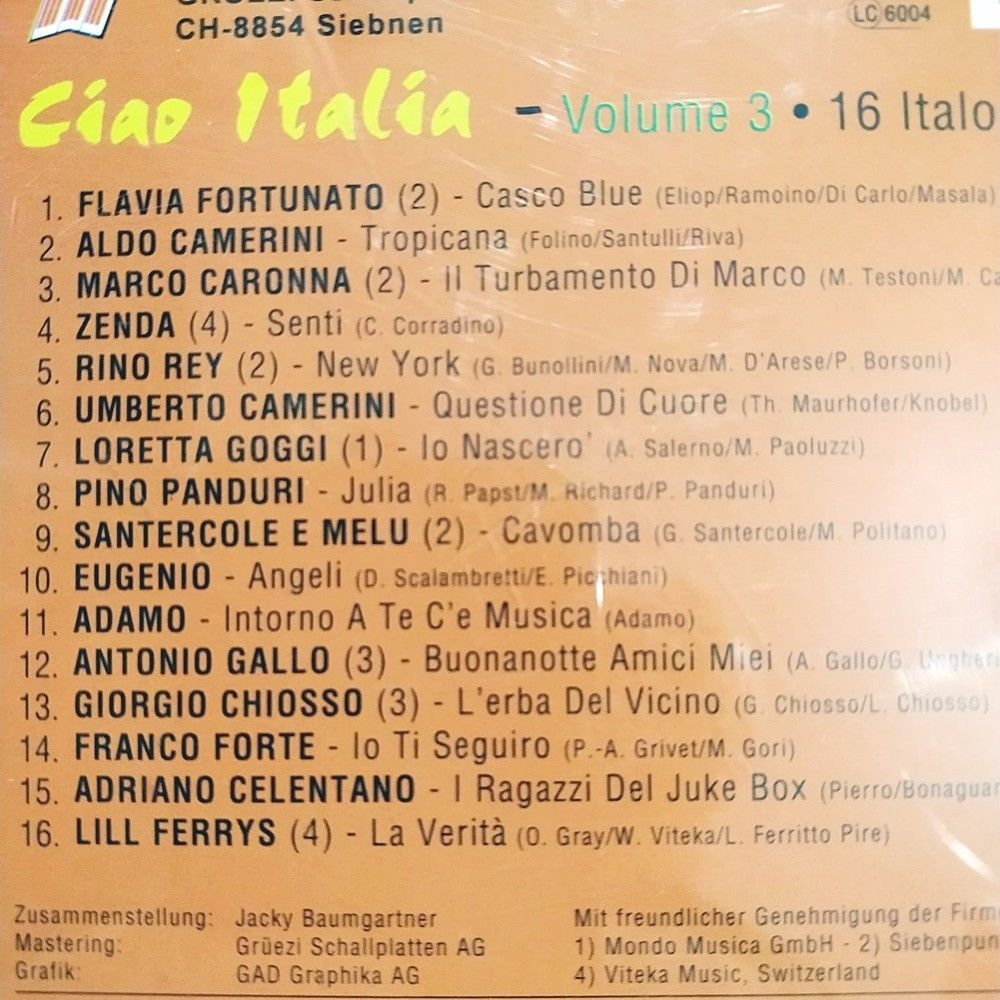 CH-8854 Siebnen
LC 6004
Ciao Italia - Volume 3 • 16 Italo
1. FLAVIA FORTUNATO (2) - Casco Blue (Eliop/Ramoino/Di Carlo/Masala)
2. ALDO CAMERINI - Tropicana (Folino/Santulli/Riva)
3. MARCO CARONNA (2) - Il Turbamento Di Marco (M. Testoni/M. Ca
4. ZENDA (4) - Senti (C. Corradino)
5. RINO REY (2) - New York (G. Bunollini/M. Nova/M. D'Arese/P. Borsoni)
6. UMBERTO CAMERINI - Questione Di Cuore (Th. Maurhofer/Knobel)
7. LORETTA GOGGI (1) - Io Nascero' (A. Salerno/M. Paoluzzi)
8. PINO PANDURI - Julia (R. Papst/M. Richard/P. Panduri)
9. SANTERCOLE E MELU (2) - Cavomba (G. Santercole/M. Politano)
10. EUGENIO - Angeli (D. Scalambretti/E. Picchiani)
11. ADAMO - Intorno A Te C'e Musica (Adamo)
12. ANTONIO GALLO (3) - Buonanotte Amici Miei (A. Gallo/G. Ungheri
13. GIORGIO CHIOSSO (3) - L'erba Del Vicino (G. Chiosso/L. Chiosso)
14. FRANCO FORTE - Io Ti Seguiro (P.-A. Grivet/M. Gori)
15. ADRIANO CELENTANO - I Ragazzi Del Juke Box (Pierro/Bonaguar
16. LILL FERRYS (4) - La Verità (O. Gray/W. Viteka/L. Ferritto Pire)
Zusammenstellung: Jacky Baumgartner
Mastering: Grüezi Schallplatten AG
Grafik: GAD Graphika AG
Mit freundlicher Genehmigung der Firm
1) Mondo Musica GmbH - 2) Siebenpun
4) Viteka Music, Switzerland